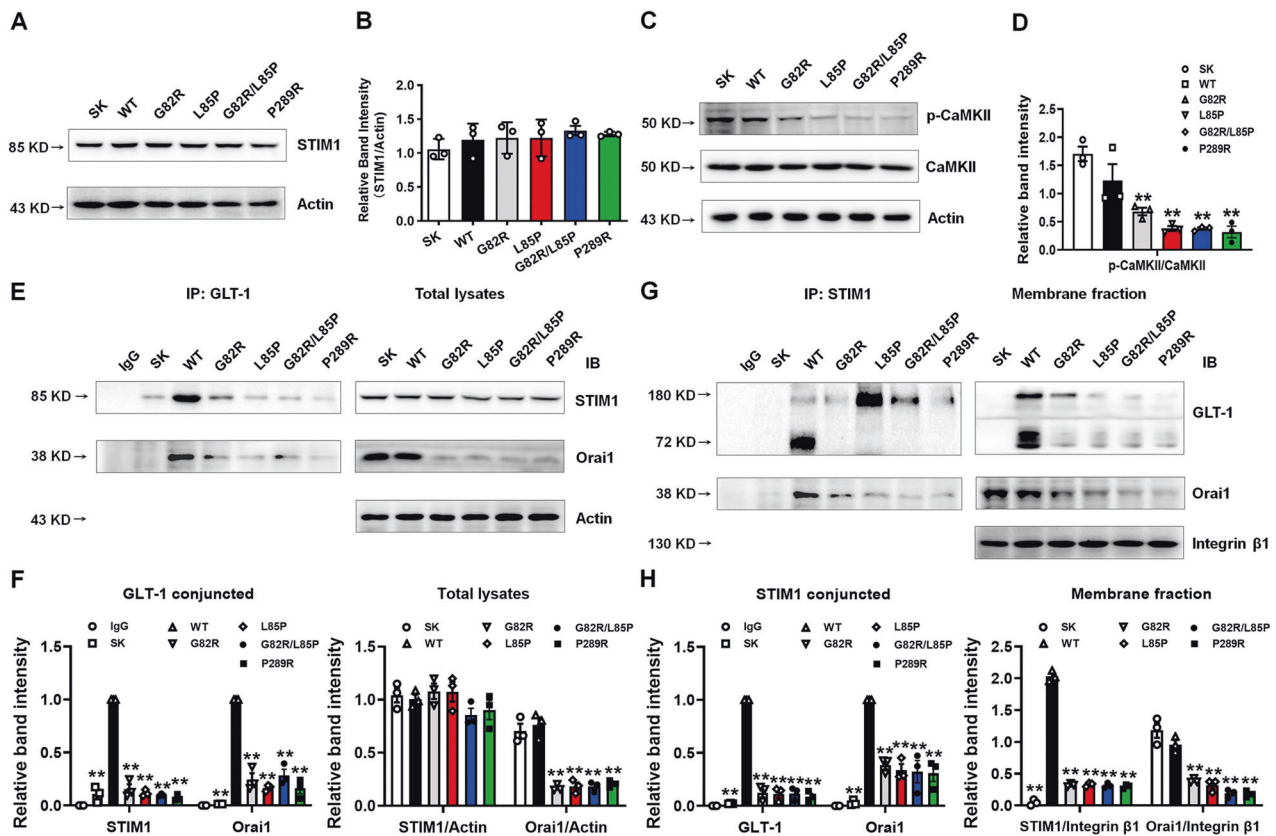 A
SK WT G82R L85P G82R/L85P P289R
85 KD → STIM1
43 KD → Actin
B
Relative Band Intensity
(STIM1/Actin)
2.0
1.5
1.0
0.5
0.0
SK WT G82R L85P G82R/L85P P289R
C
SK WT G82R L85P G82R/L85P P289R
50 KD → p-CaMKII
50 KD → CaMKII
43 KD → Actin
D
SK
WT
G82R
L85P
G82R/L85P
P289R
Relative band intensity
2.5
2.0
1.5
1.0
0.5
0.0
** ** ** **
p-CaMKII/CaMKII
E
IP: GLT-1 Total lysates
IgG SK WT G82R L85P G82R/L85P P289R SK WT G82R L85P G82R/L85P P289R IB
85 KD → STIM1
38 KD → Orai1
43 KD → Actin
G
IP: STIM1 Membrane fraction
IgG SK WT G82R L85P G82R/L85P P289R SK WT G82R L85P G82R/L85P P289R IB
180 KD → GLT-1
72 KD →
38 KD → Orai1
130 KD → Integrin β1
F
GLT-1 conjuncted
IgG WT L85P
SK G82R G82R/L85P
P289R
Relative band intensity
1.0
0.5
0.0
** ** ** ** ** ** ** ** ** **
STIM1 Orai1
Total lysates
SK G82R G82R/L85P
WT L85P P289R
Relative band intensity
1.5
1.0
0.5
0.0
** ** ** **
STIM1/Actin Orai1/Actin
H
STIM1 conjuncted
IgG WT L85P
SK G82R G82R/L85P
P289R
Relative band intensity
1.5
1.0
0.5
0.0
** ** ** ** ** ** ** ** ** **
GLT-1 Orai1
Membrane fraction
SK G82R G82R/L85P
WT L85P P289R
Relative band intensity
2.5
2.0
1.5
1.0
0.5
0.0
** ** ** ** ** ** ** ** **
STIM1/Integrin β1 Orai1/Integrin β1